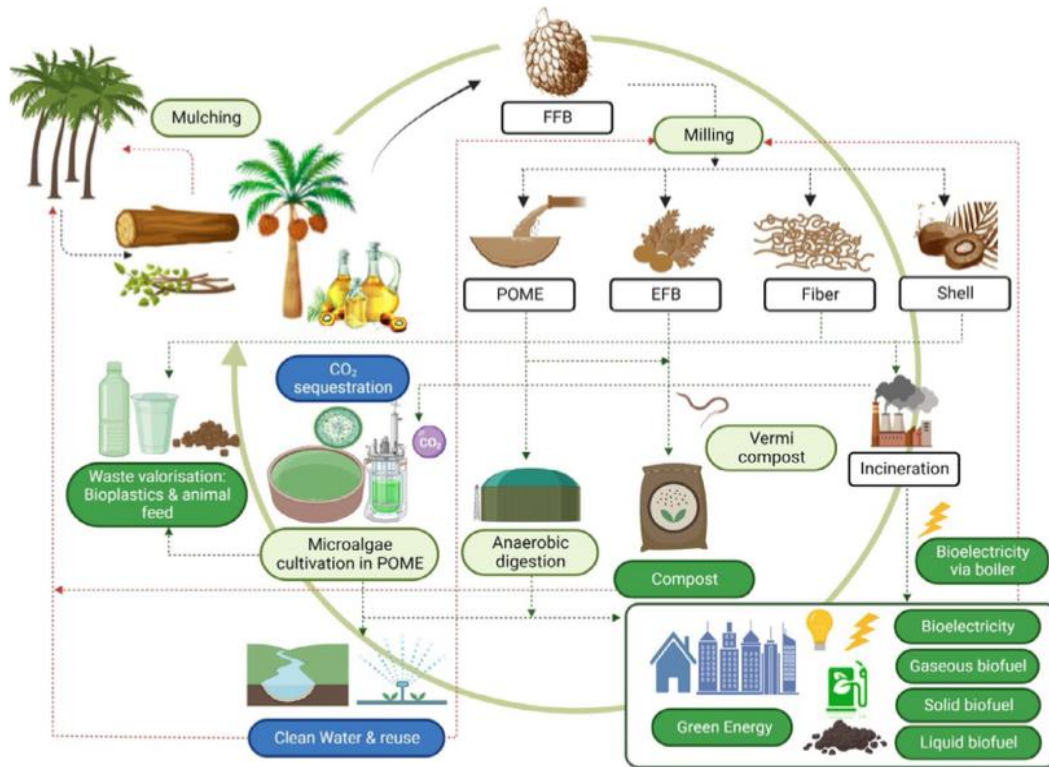 FFB
Mulching
Milling
POME
EFB
Fiber
Shell
CO₂
sequestration
CO₂
Vermi
compost
Incineration
Waste valorisation:
Bioplastics & animal
feed
Microalgae
cultivation in POME
Anaerobic
digestion
Compost
Bioelectricity
via boiler
Bioelectricity
Gaseous biofuel
Solid biofuel
Liquid biofuel
Green Energy
Clean Water & reuse